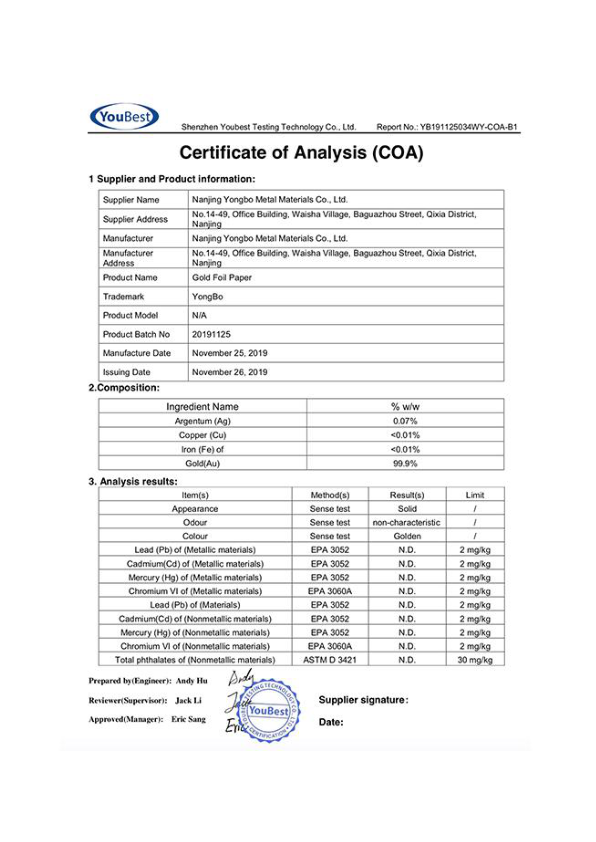 YouBest
Shenzhen Youbest Testing Technology Co., Ltd. Report No.: YB191125034WY-COA-B1
Certificate of Analysis (COA)
1 Supplier and Product information:
Supplier Name Nanjing Yongbo Metal Materials Co., Ltd.
Supplier Address No.14-49, Office Building, Waisha Village, Baguazhou Street, Qixia District,
Nanjing
Manufacturer Nanjing Yongbo Metal Materials Co., Ltd.
Manufacturer No.14-49, Office Building, Waisha Village, Baguazhou Street, Qixia District,
Address Nanjing
Product Name Gold Foil Paper
Trademark YongBo
Product Model N/A
Product Batch No 20191125
Manufacture Date November 25, 2019
Issuing Date November 26, 2019
2.Composition:
Ingredient Name % w/w
Argentum (Ag) 0.07%
Copper (Cu) <0.01%
Iron (Fe) of <0.01%
Gold(Au) 99.9%
3. Analysis results:
Item(s) Method(s) Result(s) Limit
Appearance Sense test Solid /
Odour Sense test non-characteristic /
Colour Sense test Golden /
Lead (Pb) of (Metallic materials) EPA 3052 N.D. 2 mg/kg
Cadmium(Cd) of (Metallic materials) EPA 3052 N.D. 2 mg/kg
Mercury (Hg) of (Metallic materials) EPA 3052 N.D. 2 mg/kg
Chromium VI of (Metallic materials) EPA 3060A N.D. 2 mg/kg
Lead (Pb) of (Materials) EPA 3052 N.D. 2 mg/kg
Cadmium(Cd) of (Nonmetallic materials) EPA 3052 N.D. 2 mg/kg
Mercury (Hg) of (Nonmetallic materials) EPA 3052 N.D. 2 mg/kg
Chromium VI of (Nonmetallic materials) EPA 3060A N.D. 2 mg/kg
Total phthalates of (Nonmetallic materials) ASTM D 3421 N.D. 30 mg/kg
Prepared by(Engineer): Andy Hu Andy
Reviewer(Supervisor): Jack Li Jack Supplier signature:
Approved(Manager): Eric Sang Eric Date:
YouBest
TESTING TECHNOLOGY CO., LTD.
CERTIFICATION